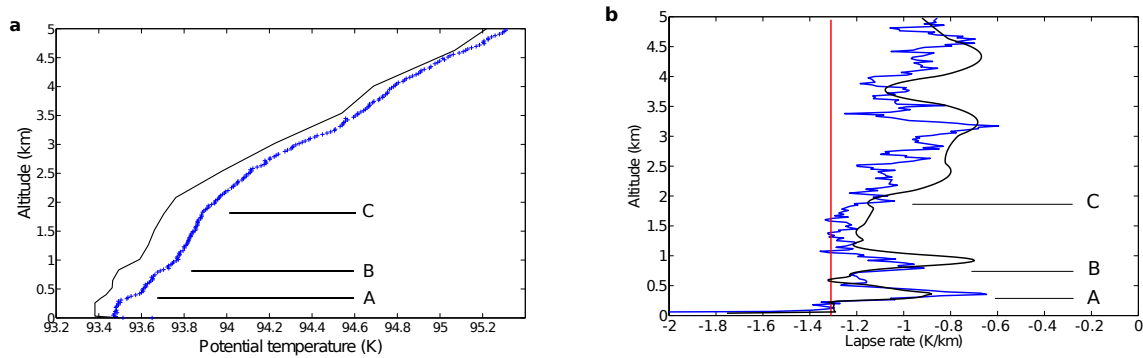 a
5
4.5
4
3.5
3
2.5
2
1.5
1
0.5
0
Altitude (km)
C
B
A
93.2 93.4 93.6 93.8 94 94.2 94.4 94.6 94.8 95 95.2
Potential temperature (K)
b
5
4.5
4
3.5
3
2.5
2
1.5
1
0.5
0
Altitude (km)
C
B
A
-2 -1.8 -1.6 -1.4 -1.2 -1 -0.8 -0.6 -0.4 -0.2 0
Lapse rate (K/km)